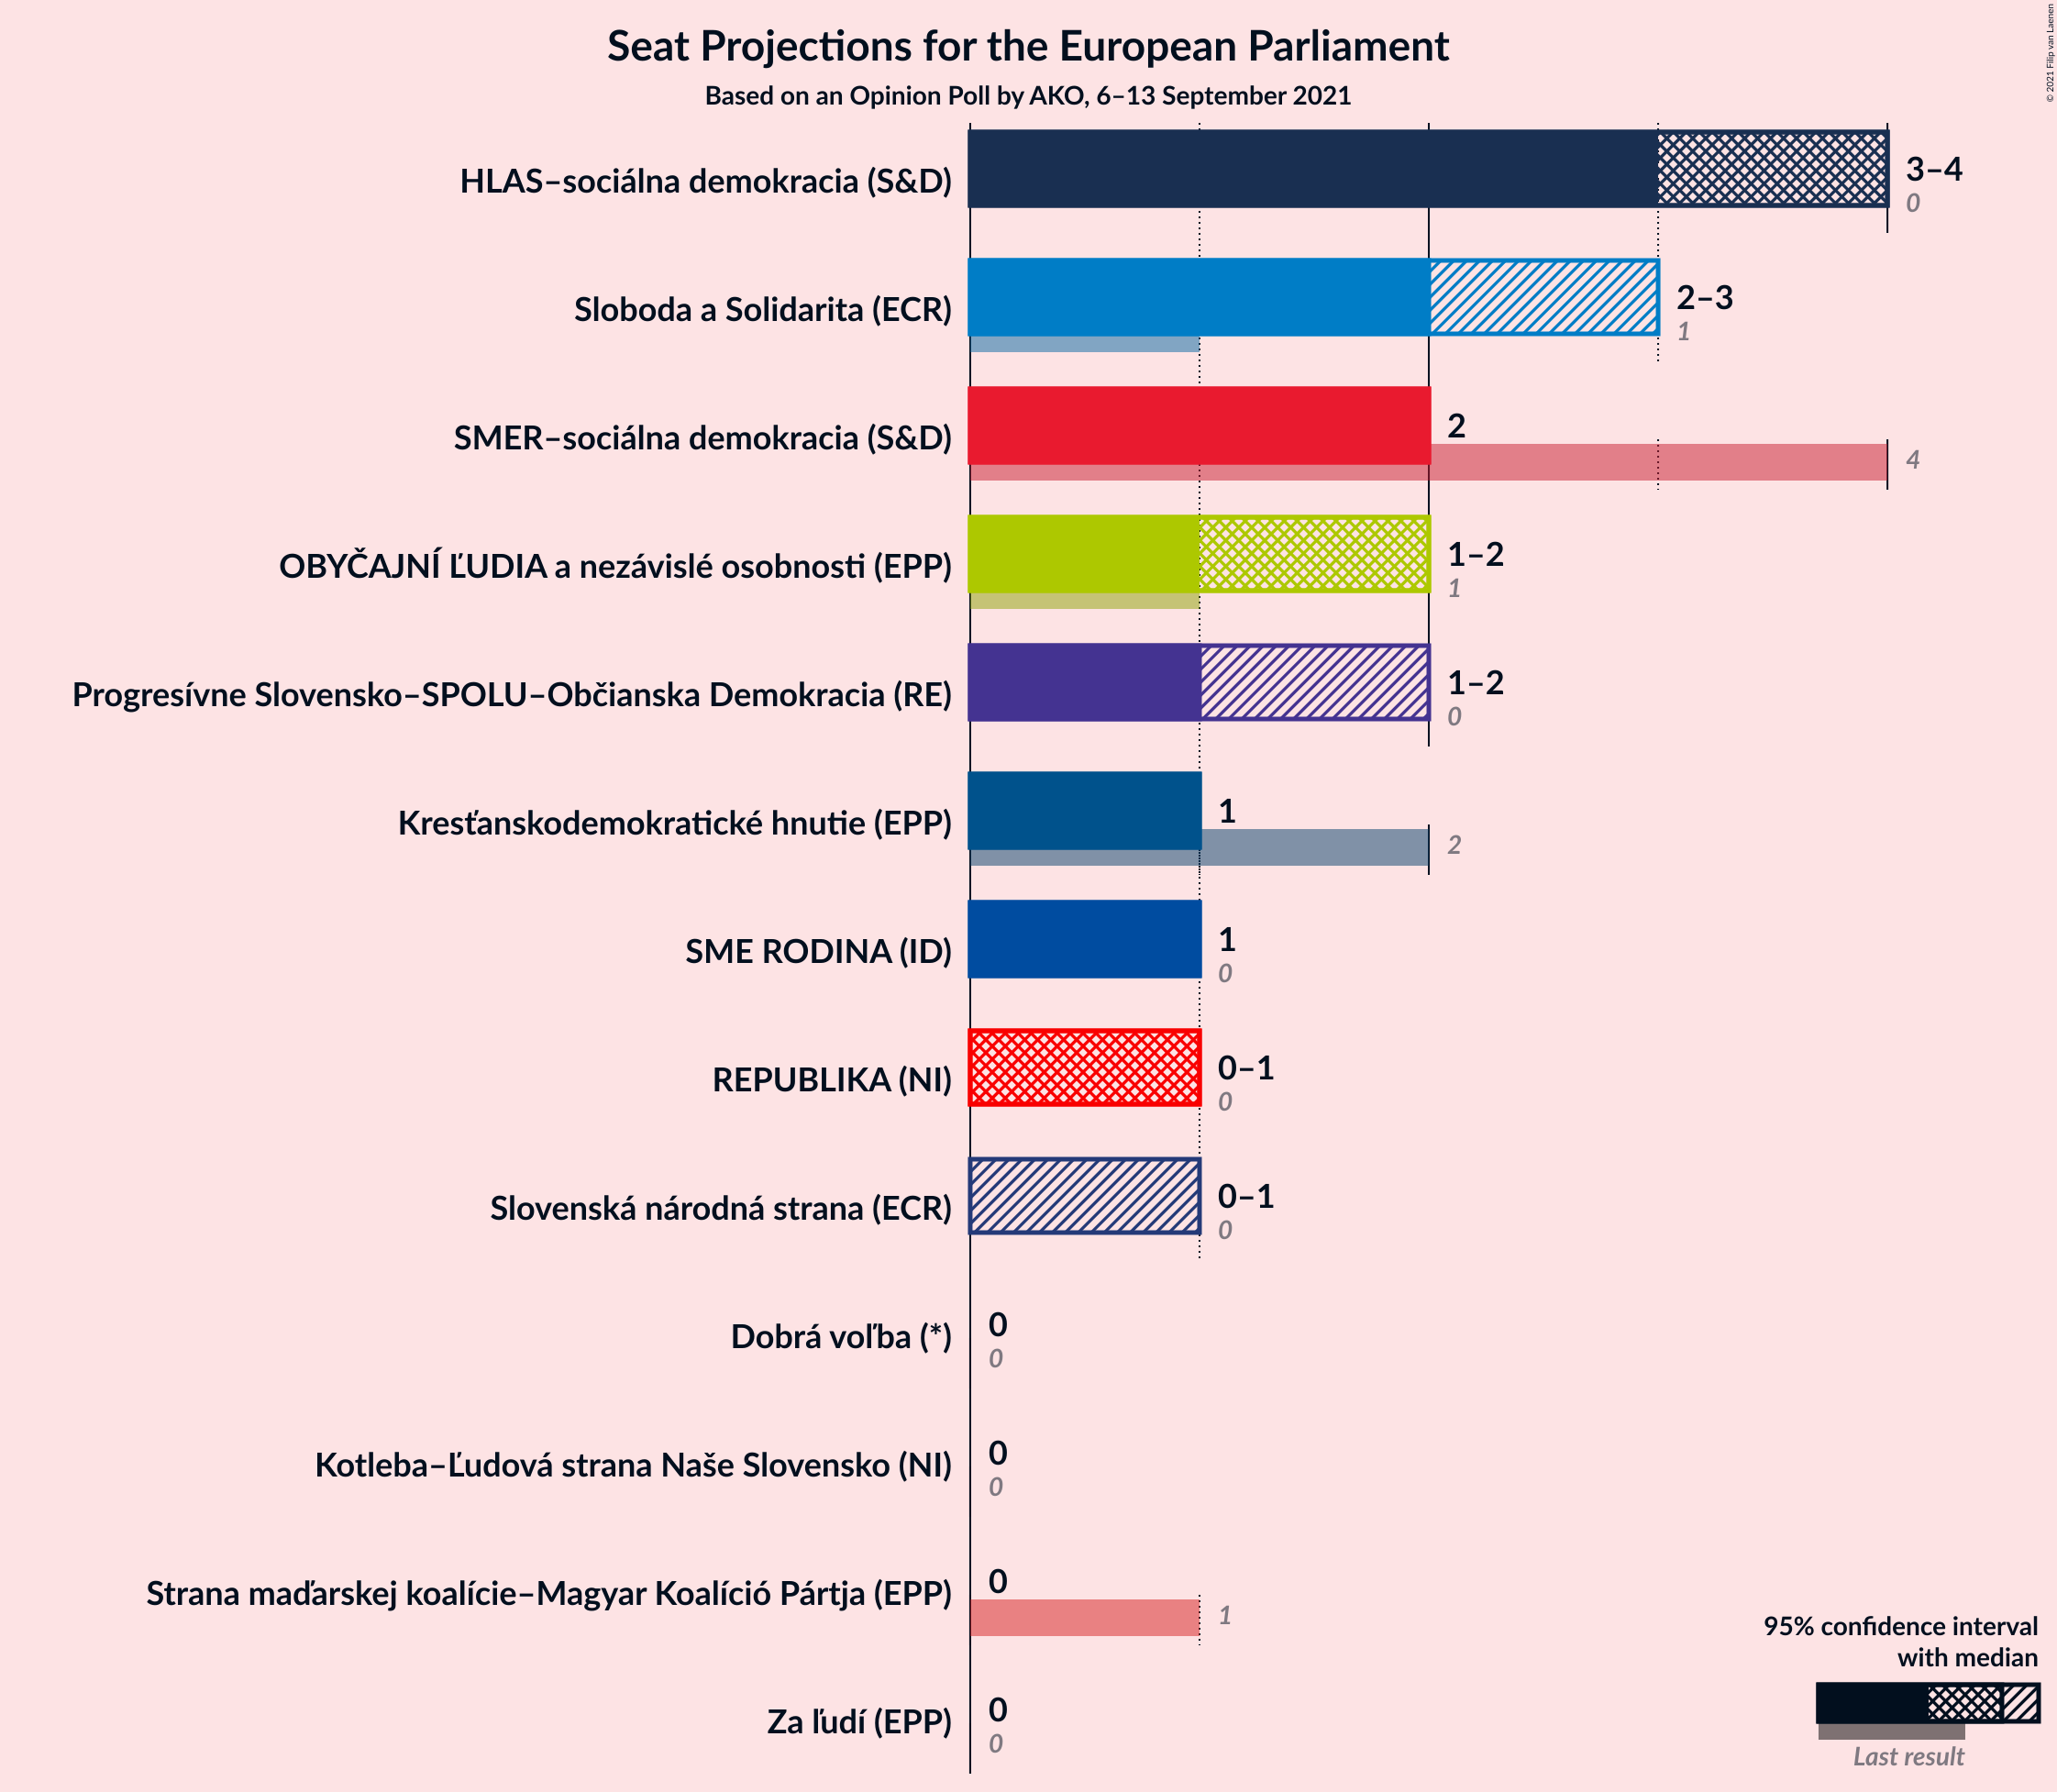 Seat Projections for the European Parliament
Based on an Opinion Poll by AKO, 6–13 September 2021
© 2021 Filip van Laenen
HLAS–sociálna demokracia (S&D)
3–4
0
Sloboda a Solidarita (ECR)
2–3
1
SMER–sociálna demokracia (S&D)
2
4
OBYČAJNÍ ĽUDIA a nezávislé osobnosti (EPP)
1–2
1
Progresívne Slovensko–SPOLU–Občianska Demokracia (RE)
1–2
0
Kresťanskodemokratické hnutie (EPP)
1
2
SME RODINA (ID)
1
0
REPUBLIKA (NI)
0–1
0
Slovenská národná strana (ECR)
0–1
0
Dobrá voľba (*)
0
0
Kotleba–Ľudová strana Naše Slovensko (NI)
0
0
Strana maďarskej koalície–Magyar Koalíció Pártja (EPP)
0
1
Za ľudí (EPP)
0
0
95% confidence interval
with median
Last result